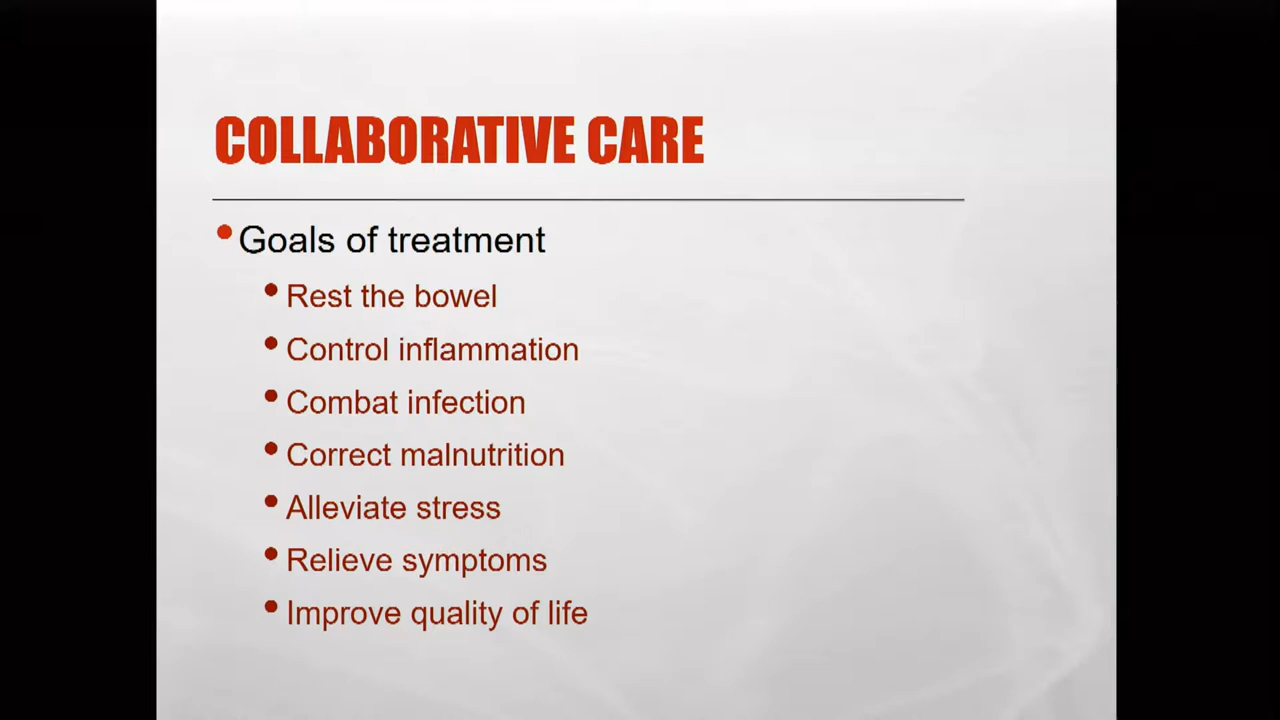 COLLABORATIVE CARE
• Goals of treatment
• Rest the bowel
• Control inflammation
• Combat infection
• Correct malnutrition
• Alleviate stress
• Relieve symptoms
• Improve quality of life